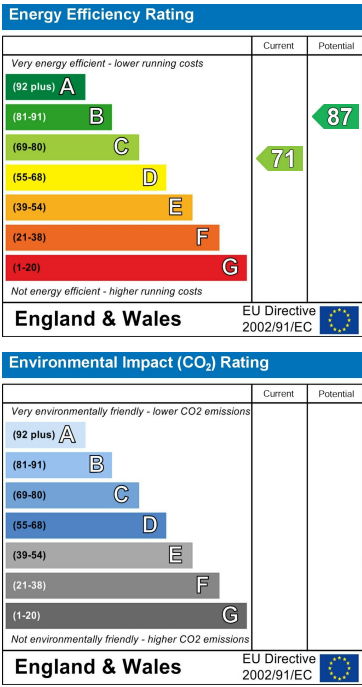 Energy Efficiency Rating
Current Potential
Very energy efficient - lower running costs
(92 plus) A
(81-91) B 87
(69-80) C 71
(55-68) D
(39-54) E
(21-38) F
(1-20) G
Not energy efficient - higher running costs
England & Wales EU Directive 2002/91/EC
Environmental Impact (CO₂) Rating
Current Potential
Very environmentally friendly - lower CO2 emissions
(92 plus) A
(81-91) B
(69-80) C
(55-68) D
(39-54) E
(21-38) F
(1-20) G
Not environmentally friendly - higher CO2 emissions
England & Wales EU Directive 2002/91/EC